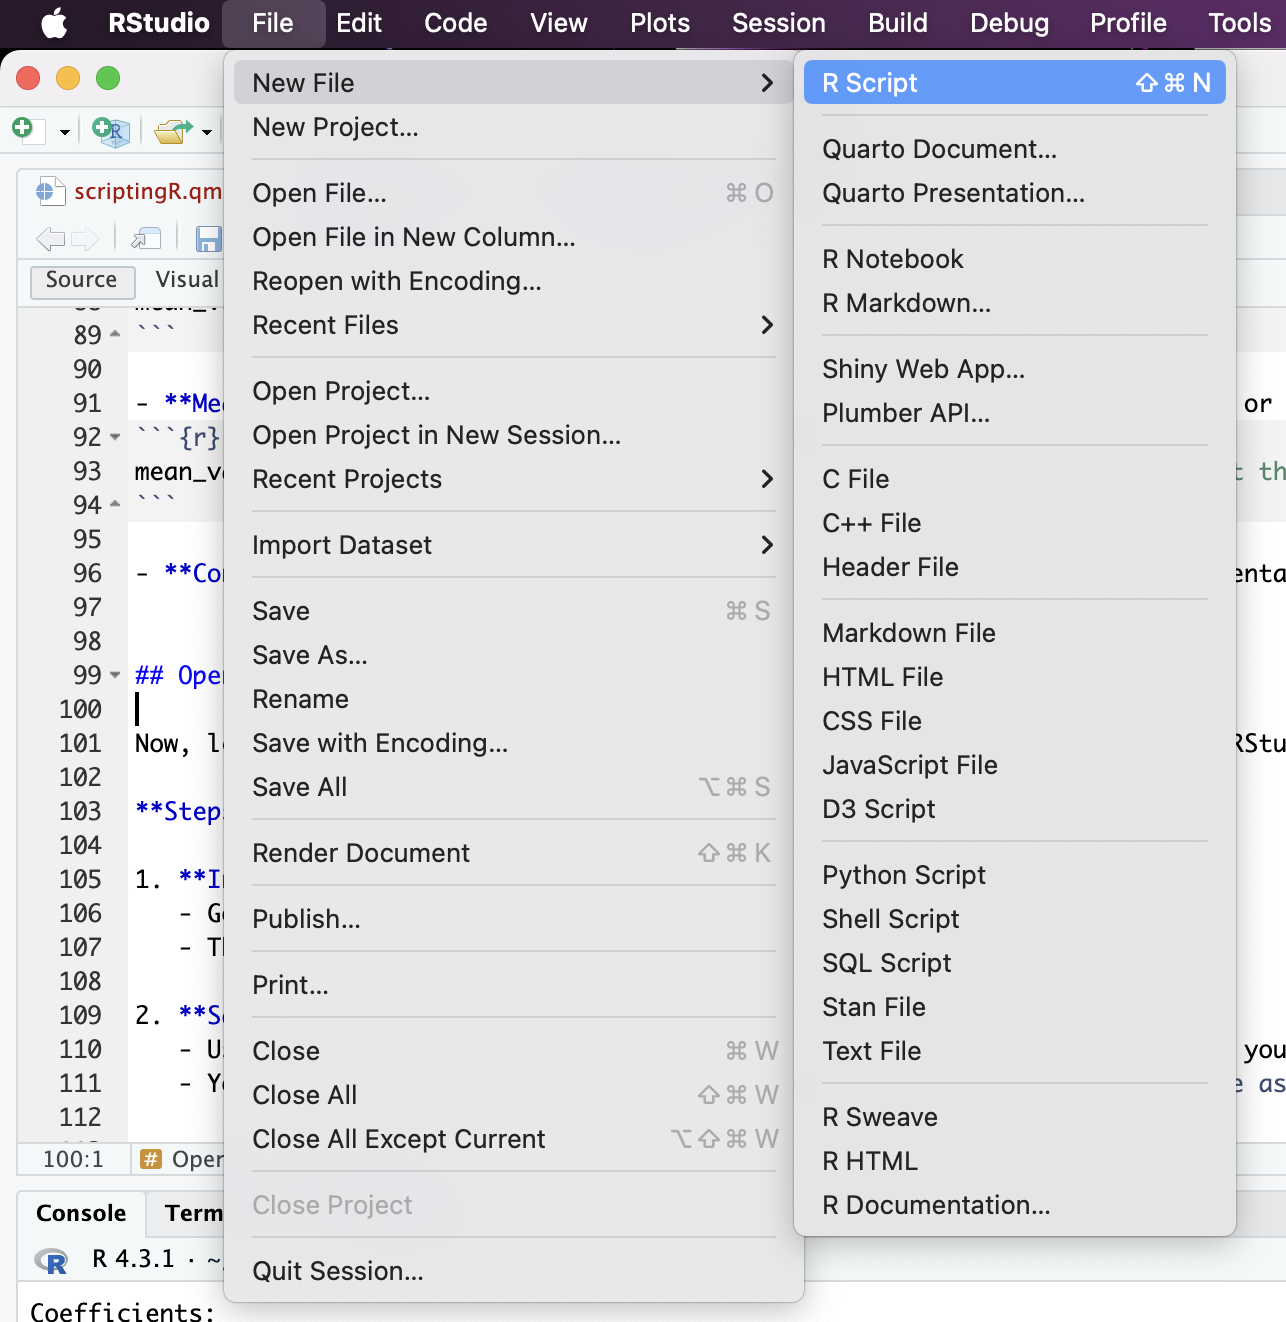 RStudio File Edit Code View Plots Session Build Debug Profile Tools
New File
New Project...
Open File... ⌘ O
Open File in New Column...
Reopen with Encoding...
Recent Files
Open Project...
Open Project in New Session...
Recent Projects
Import Dataset
Save ⌘ S
Save As...
Rename
Save with Encoding...
Save All ⌥ ⌘ S
Render Document ⇧ ⌘ K
Publish...
Print...
Close ⌘ W
Close All ⇧ ⌘ W
Close All Except Current ⌥ ⇧ ⌘ W
Close Project
Quit Session...
R Script ⇧ ⌘ N
Quarto Document...
Quarto Presentation...
R Notebook
R Markdown...
Shiny Web App...
Plumber API...
C File
C++ File
Header File
Markdown File
HTML File
CSS File
JavaScript File
D3 Script
Python Script
Shell Script
SQL Script
Stan File
Text File
R Sweave
R HTML
R Documentation...
scriptingR.qm
Source Visual
89 ```
90
91 - **Me or
92 ```{r}
93 mean_v t th
94 ```
95
96 - **Co enta
97
98
99 ## Oper
100
101 Now, l RStu
102
103 **Step
104
105 1. **I
106 - G
107 - T
108
109 2. **S
110 - U you
111 - Y e as
112
100:1 # Oper
Console Term
R R 4.3.1 · ~
Coefficients: